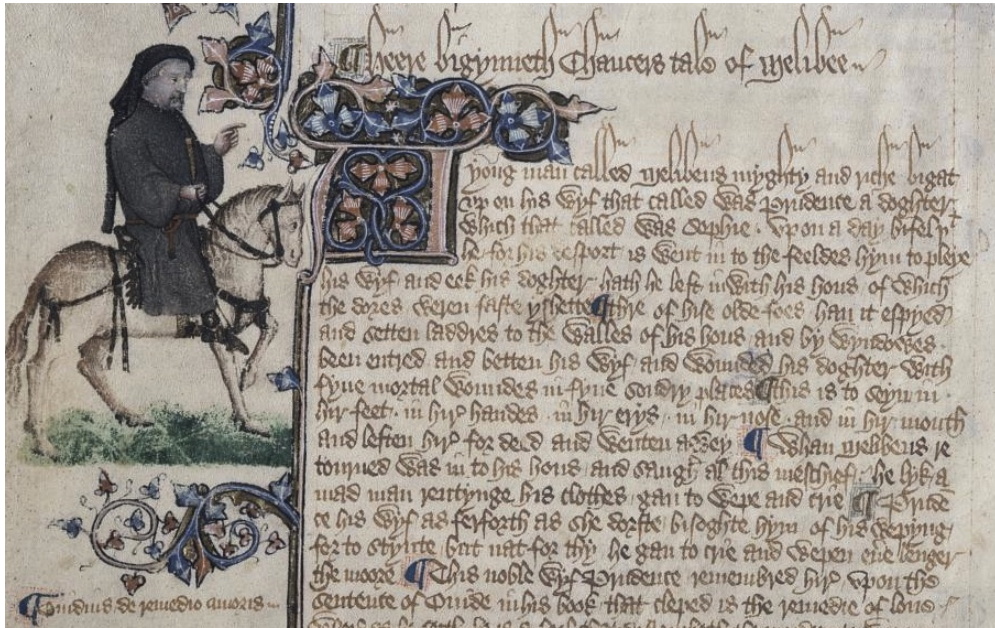 ¶ Heere bigynneth Chaucers tale of Melibee
A yong man called Melibeus myghty and riche bigat
vp on his wyf that called was Prudence a doghter
Which that called was Sophie. vpon a day bifel
he for his desport is went in to the feeldes hym to pleye
his wyf and eek his doghter hath he left inwith his hous of which
the dores weren faste yshette ¶ thre of hise olde foes han it espyed
and setten laddres to the walles of his hous and by wyndowes
been entred and betten his wyf and wounded his doghter with
fyue mortal woundes in fyue sondry places ¶ This is to seyn in
hir feet. in hir handes. in hir erys. in hir nose. and in hir mouth
and leften hir for deed and wenten awey ¶ Whan Melibeus re
tourned was in to his hous and saugh al this meschief. he lyk a
mad man rentynge his clothes. gan to wepe and crie ¶ Pruden
ce his wyf as ferforth as she dorste bisoghte hym of his wepyng
for to stynte but nat for thy he gan to crie and wepen euer lenger
the moore ¶ This noble wyf Prudence remembred hir vpon the
sentence of Ouide in his book that cleped is the remedie of loue.
¶ Ouidius de remedio amoris